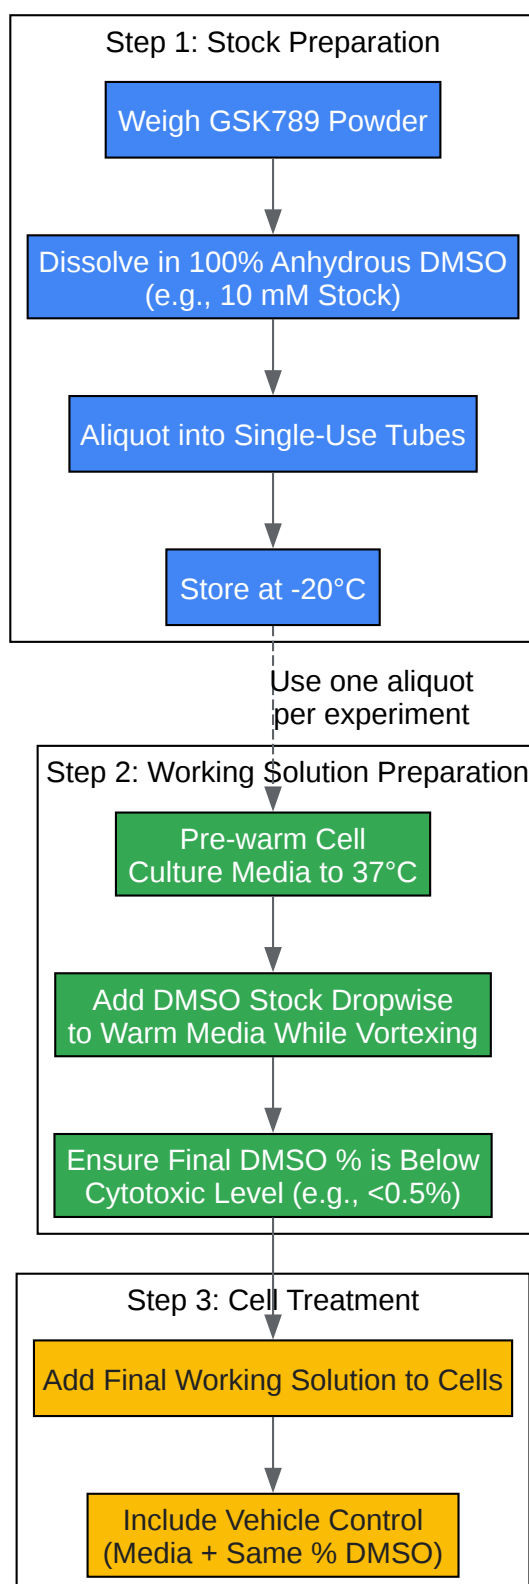 Step 1: Stock Preparation
Weigh GSK789 Powder
Dissolve in 100% Anhydrous DMSO
(e.g., 10 mM Stock)
Aliquot into Single-Use Tubes
Store at -20°C
Use one aliquot
per experiment
Step 2: Working Solution Preparation
Pre-warm Cell
Culture Media to 37°C
Add DMSO Stock Dropwise
to Warm Media While Vortexing
Ensure Final DMSO % is Below
Cytotoxic Level (e.g., <0.5%)
Step 3: Cell Treatment
Add Final Working Solution to Cells
Include Vehicle Control
(Media + Same % DMSO)